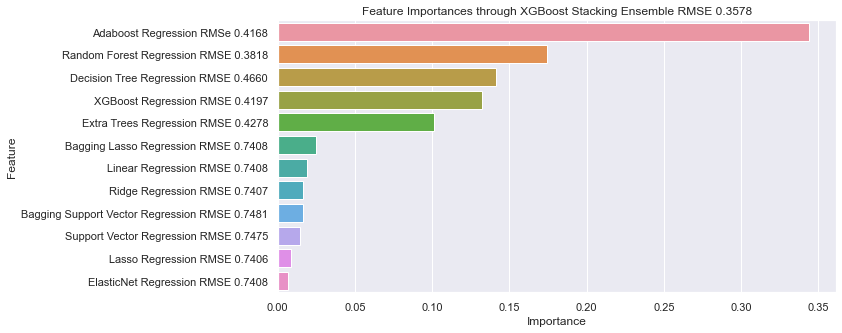 Feature Importances through XGBoost Stacking Ensemble RMSE 0.3578
Adaboost Regression RMSe 0.4168
Random Forest Regression RMSE 0.3818
Decision Tree Regression RMSE 0.4660
XGBoost Regression RMSE 0.4197
Extra Trees Regression RMSE 0.4278
Bagging Lasso Regression RMSE 0.7408
Linear Regression RMSE 0.7408
Ridge Regression RMSE 0.7407
Bagging Support Vector Regression RMSE 0.7481
Support Vector Regression RMSE 0.7475
Lasso Regression RMSE 0.7406
ElasticNet Regression RMSE 0.7408
Feature
0.00 0.05 0.10 0.15 0.20 0.25 0.30 0.35
Importance